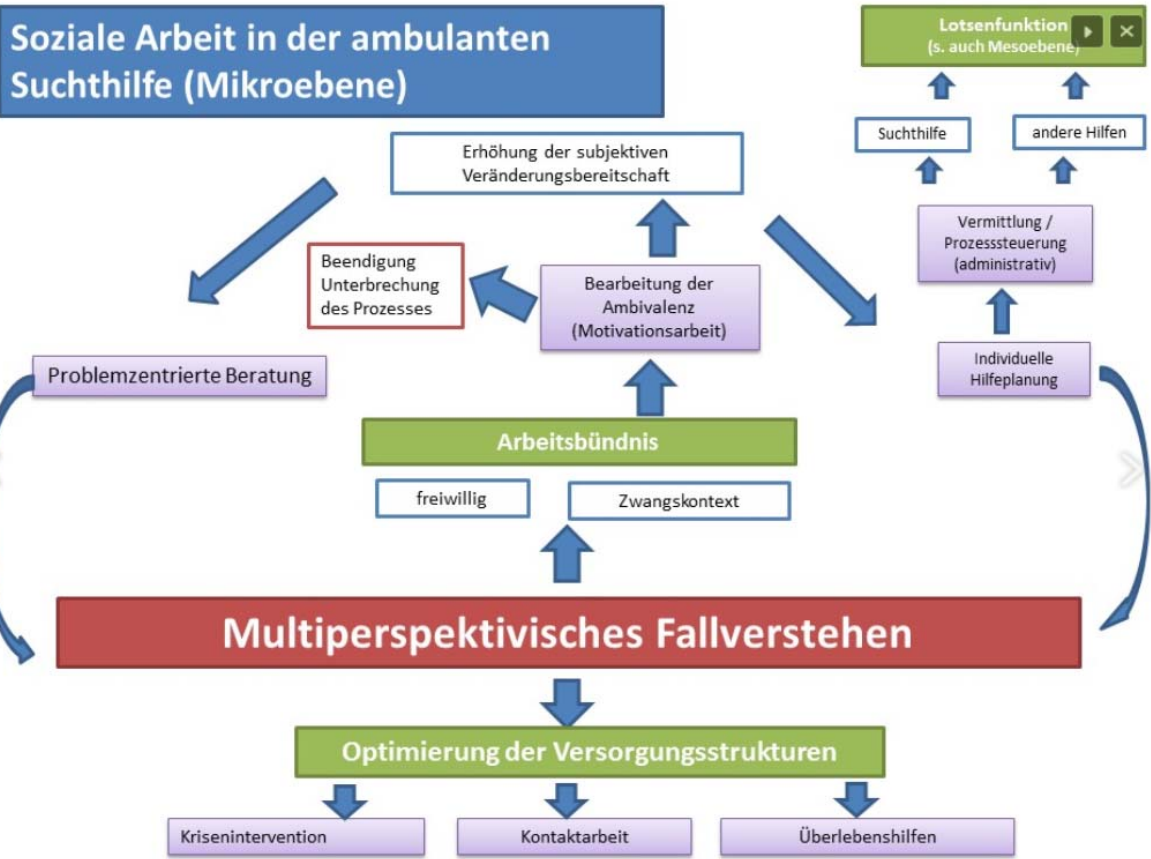 Soziale Arbeit in der ambulanten
Suchthilfe (Mikroebene)
Lotsenfunktion
(s. auch Mesoebene)
Suchthilfe
andere Hilfen
Erhöhung der subjektiven
Veränderungsbereitschaft
Vermittlung /
Prozesssteuerung
(administrativ)
Beendigung
Unterbrechung
des Prozesses
Bearbeitung der
Ambivalenz
(Motivationsarbeit)
Problemzentrierte Beratung
Individuelle
Hilfeplanung
Arbeitsbündnis
freiwillig
Zwangskontext
Multiperspektivisches Fallverstehen
Optimierung der Versorgungsstrukturen
Krisenintervention
Kontaktarbeit
Überlebenshilfen